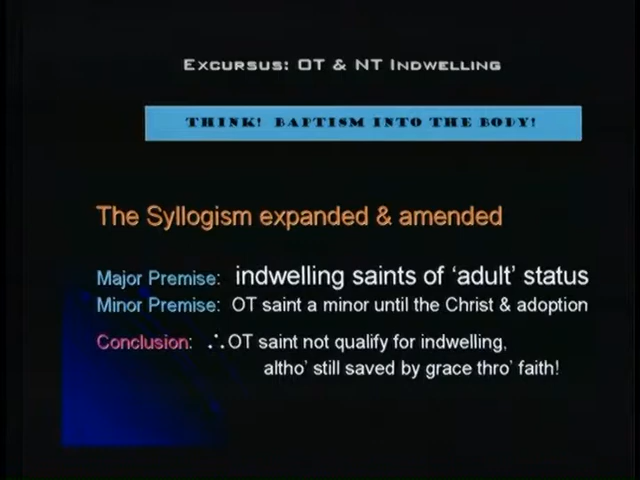 Excursus: OT & NT Indwelling
THINK! BAPTISM INTO THE BODY!
The Syllogism expanded & amended
Major Premise: indwelling saints of ‘adult’ status
Minor Premise: OT saint a minor until the Christ & adoption
Conclusion: ∴ OT saint not qualify for indwelling,
altho’ still saved by grace thro’ faith!